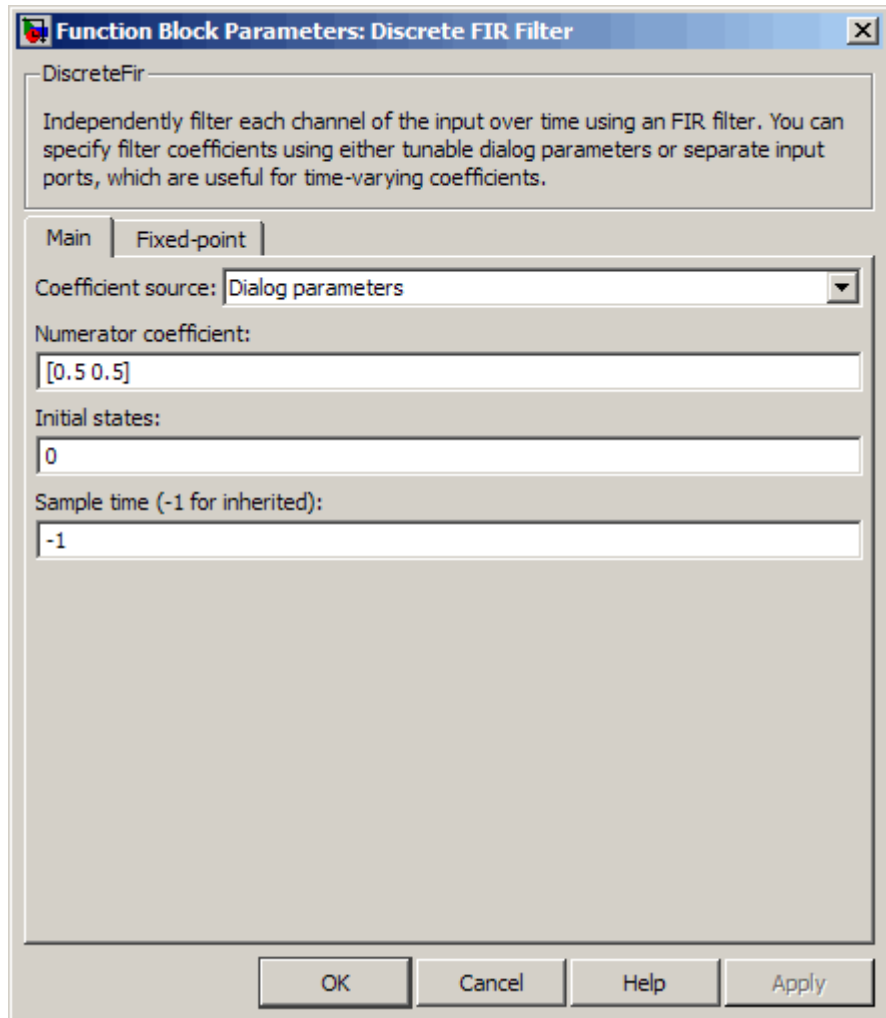 Function Block Parameters: Discrete FIR Filter
DiscreteFir
Independently filter each channel of the input over time using an FIR filter. You can
specify filter coefficients using either tunable dialog parameters or separate input
ports, which are useful for time-varying coefficients.
Main Fixed-point
Coefficient source: Dialog parameters
Numerator coefficient:
[0.5 0.5]
Initial states:
0
Sample time (-1 for inherited):
-1
OK Cancel Help Apply